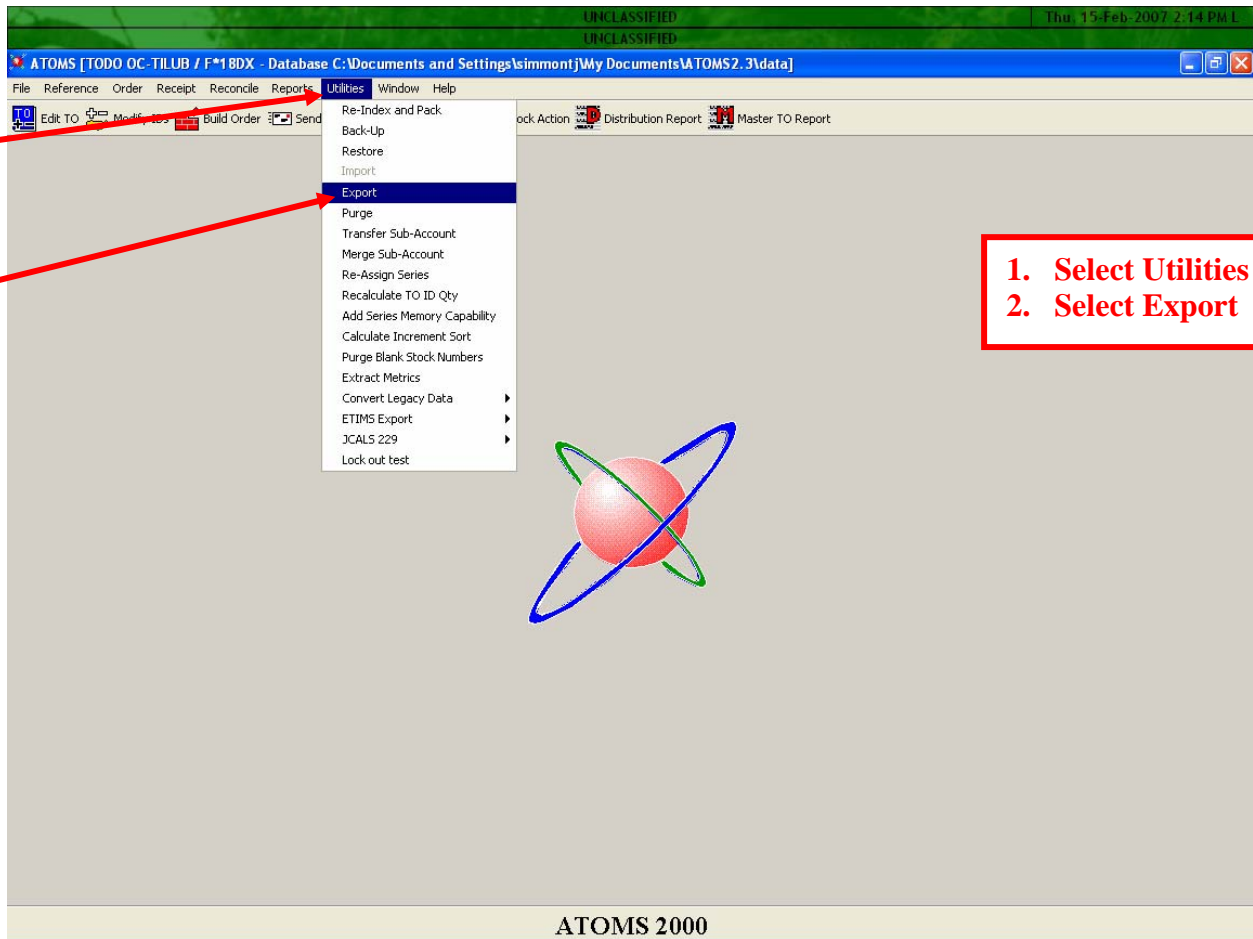 UNCLASSIFIED Thu, 15-Feb-2007 2:14 PM L
UNCLASSIFIED
ATOMS [TODO OC-TILUB / F*18DX - Database C:\Documents and Settings\simmontj\My Documents\ATOMS2.3\data]
File Reference Order Receipt Reconcile Reports Utilities Window Help
Edit TO Modify IDs Build Order Send ock Action Distribution Report Master TO Report
Re-Index and Pack
Back-Up
Restore
Import
Export
Purge
Transfer Sub-Account
Merge Sub-Account
Re-Assign Series
Recalculate TO ID Qty
Add Series Memory Capability
Calculate Increment Sort
Purge Blank Stock Numbers
Extract Metrics
Convert Legacy Data
ETIMS Export
JCALS 229
Lock out test
1. Select Utilities
2. Select Export
ATOMS 2000